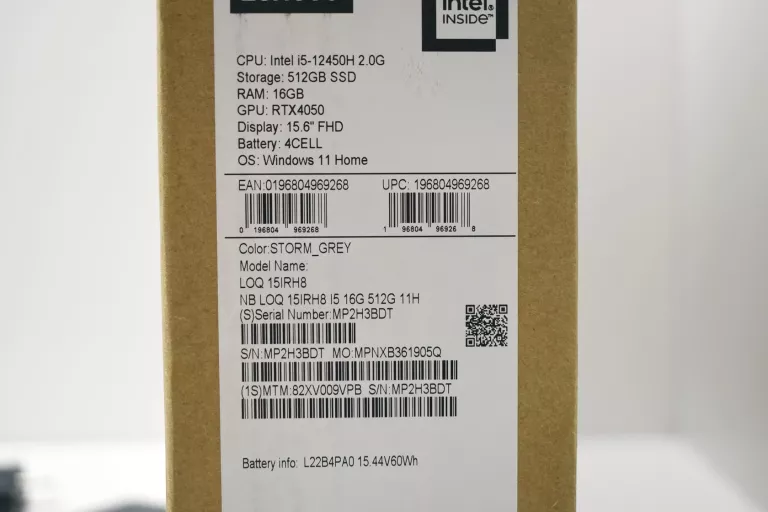 intel.
INSIDE™
CPU: Intel i5-12450H 2.0G
Storage: 512GB SSD
RAM: 16GB
GPU: RTX4050
Display: 15.6" FHD
Battery: 4CELL
OS: Windows 11 Home
EAN:0196804969268 UPC: 196804969268
0 196804 969268 1 96804 96926 8
Color:STORM_GREY
Model Name:
LOQ 15IRH8
NB LOQ 15IRH8 I5 16G 512G 11H
(S)Serial Number:MP2H3BDT
S/N:MP2H3BDT MO:MPNXB361905Q
(1S)MTM:82XV009VPB S/N:MP2H3BDT
Battery info: L22B4PA0 15.44V60Wh